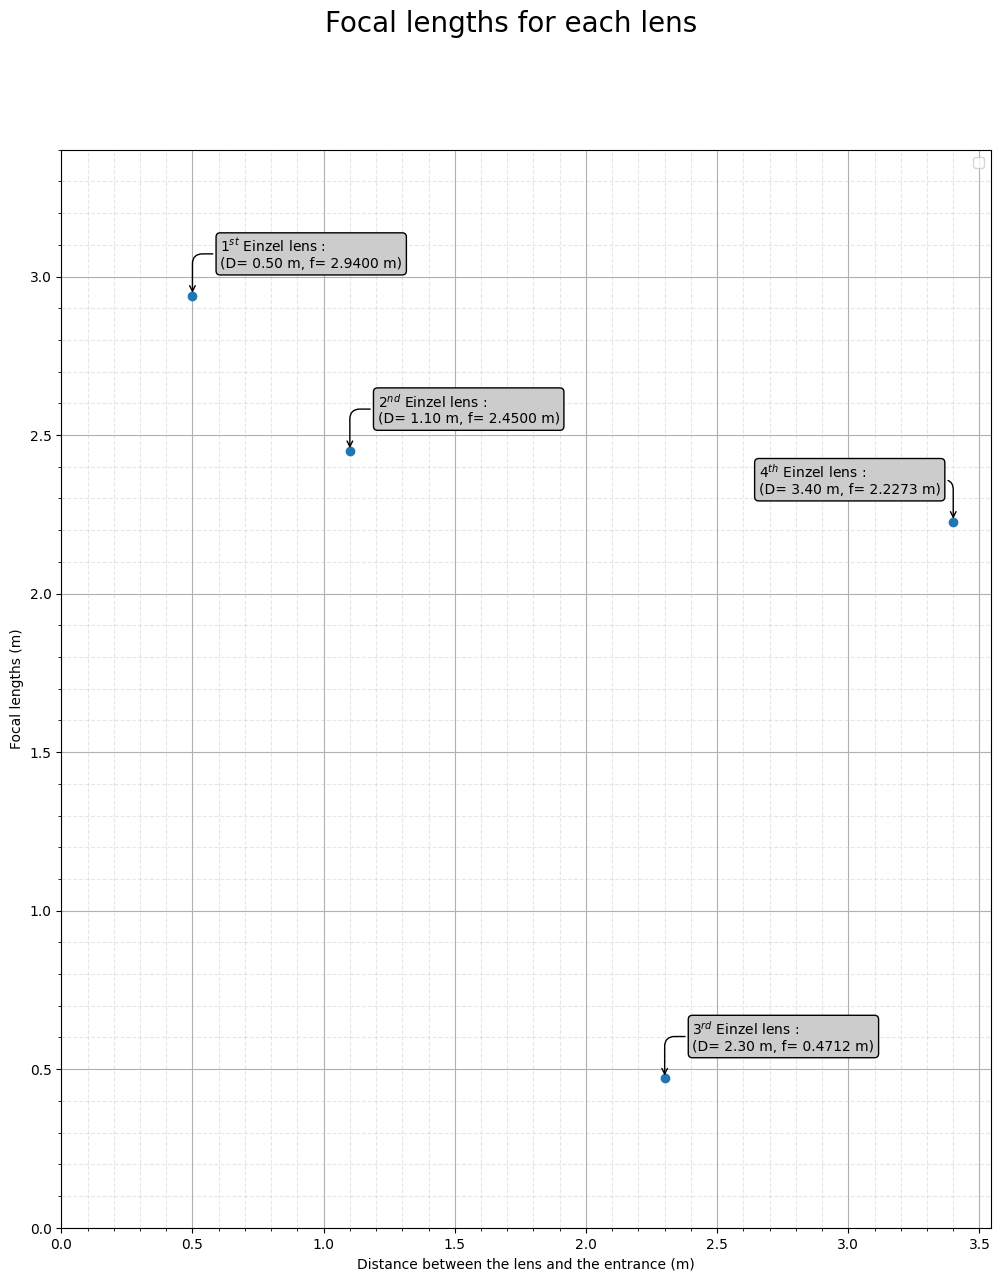 Focal lengths for each lens
1st Einzel lens :
(D= 0.50 m, f= 2.9400 m)
2nd Einzel lens :
(D= 1.10 m, f= 2.4500 m)
4th Einzel lens :
(D= 3.40 m, f= 2.2273 m)
3rd Einzel lens :
(D= 2.30 m, f= 0.4712 m)
Focal lengths (m)
3.0
2.5
2.0
1.5
1.0
0.5
0.0
0.0 0.5 1.0 1.5 2.0 2.5 3.0 3.5
Distance between the lens and the entrance (m)